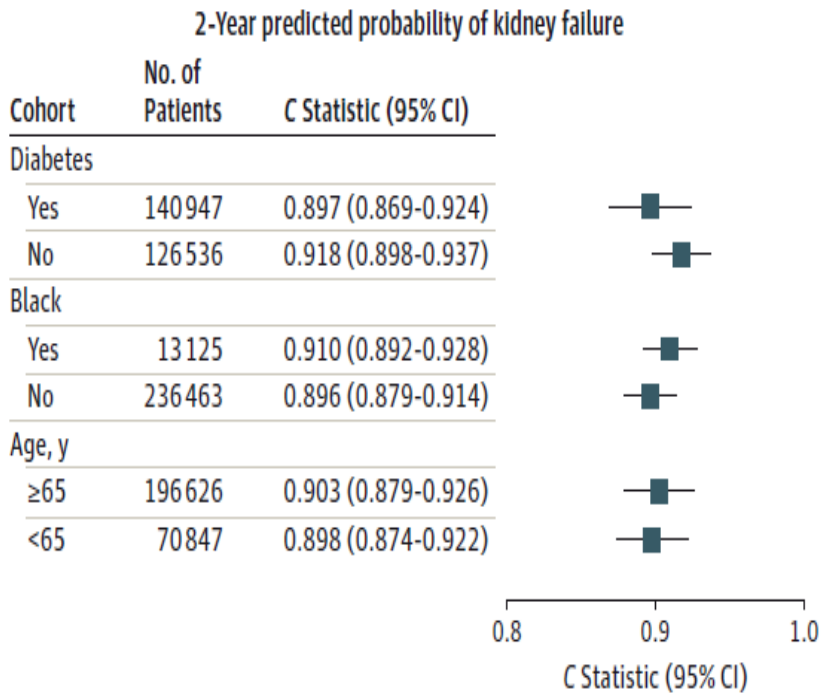 2-Year predicted probability of kidney failure
No. of
Cohort Patients C Statistic (95% CI)
Diabetes
Yes 140947 0.897 (0.869-0.924)
No 126536 0.918 (0.898-0.937)
Black
Yes 13125 0.910 (0.892-0.928)
No 236463 0.896 (0.879-0.914)
Age, y
≥65 196626 0.903 (0.879-0.926)
<65 70847 0.898 (0.874-0.922)
0.8 0.9 1.0
C Statistic (95% CI)